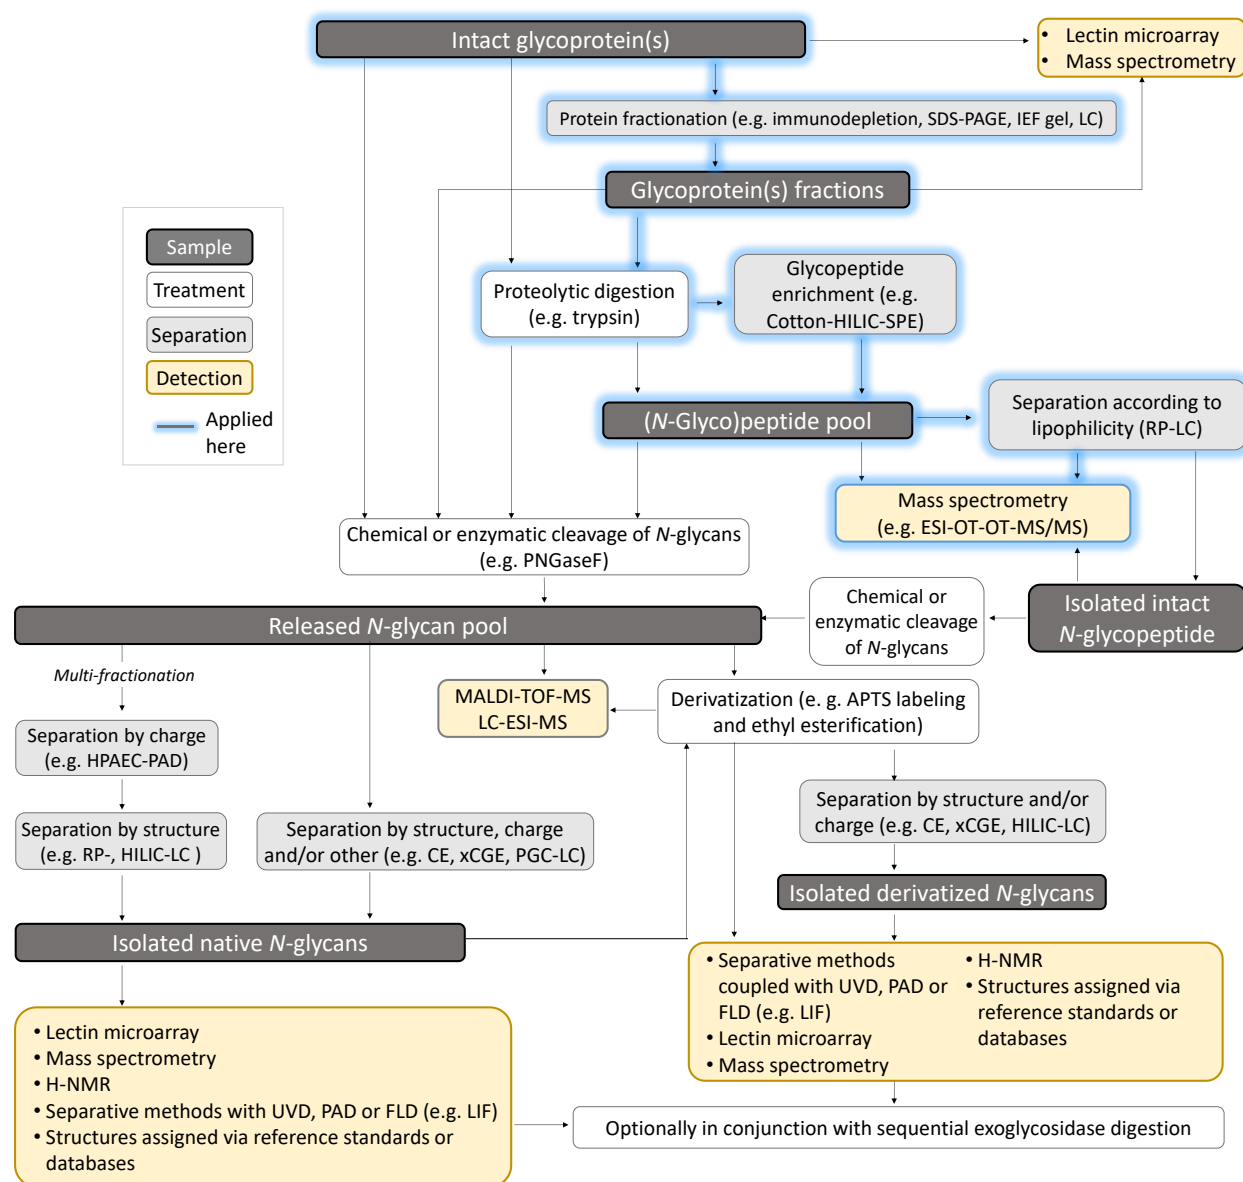 Intact glycoprotein(s)
• Lectin microarray
• Mass spectrometry
Protein fractionation (e.g. immunodepletion, SDS-PAGE, IEF gel, LC)
Glycoprotein(s) fractions
Sample
Treatment
Separation
Detection
Applied
here
Proteolytic digestion
(e.g. trypsin)
Glycopeptide
enrichment (e.g.
Cotton-HILIC-SPE)
(N-Glyco)peptide pool
Separation according to
lipophilicity (RP-LC)
Mass spectrometry
(e.g. ESI-OT-OT-MS/MS)
Chemical or enzymatic cleavage of N-glycans
(e.g. PNGaseF)
Isolated intact
N-glycopeptide
Chemical or
enzymatic cleavage
of N-glycans
Released N-glycan pool
Multi-fractionation
MALDI-TOF-MS
LC-ESI-MS
Derivatization (e. g. APTS labeling
and ethyl esterification)
Separation by charge
(e.g. HPAEC-PAD)
Separation by structure
(e.g. RP-, HILIC-LC )
Separation by structure, charge
and/or other (e.g. CE, xCGE, PGC-LC)
Separation by structure and/or
charge (e.g. CE, xCGE, HILIC-LC)
Isolated derivatized N-glycans
Isolated native N-glycans
• Separative methods
coupled with UVD, PAD or
FLD (e.g. LIF)
• Lectin microarray
• Mass spectrometry
• H-NMR
• Structures assigned via
reference standards or
databases
• Lectin microarray
• Mass spectrometry
• H-NMR
• Separative methods with UVD, PAD or FLD (e.g. LIF)
• Structures assigned via reference standards or
databases
Optionally in conjunction with sequential exoglycosidase digestion